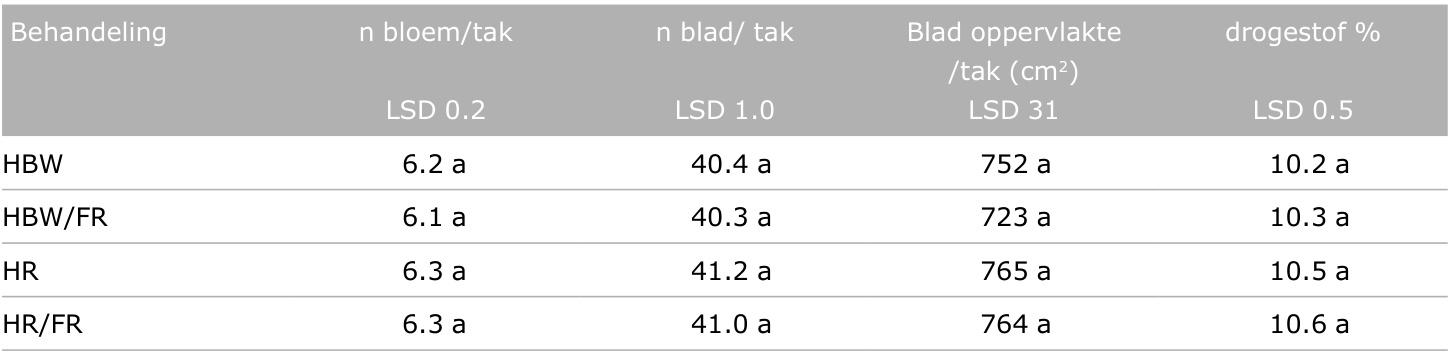 Behandeling n bloem/tak n blad/ tak Blad oppervlakte drogestof %
/tak (cm²)
LSD 0.2 LSD 1.0 LSD 31 LSD 0.5
HBW 6.2 a 40.4 a 752 a 10.2 a
HBW/FR 6.1 a 40.3 a 723 a 10.3 a
HR 6.3 a 41.2 a 765 a 10.5 a
HR/FR 6.3 a 41.0 a 764 a 10.6 a